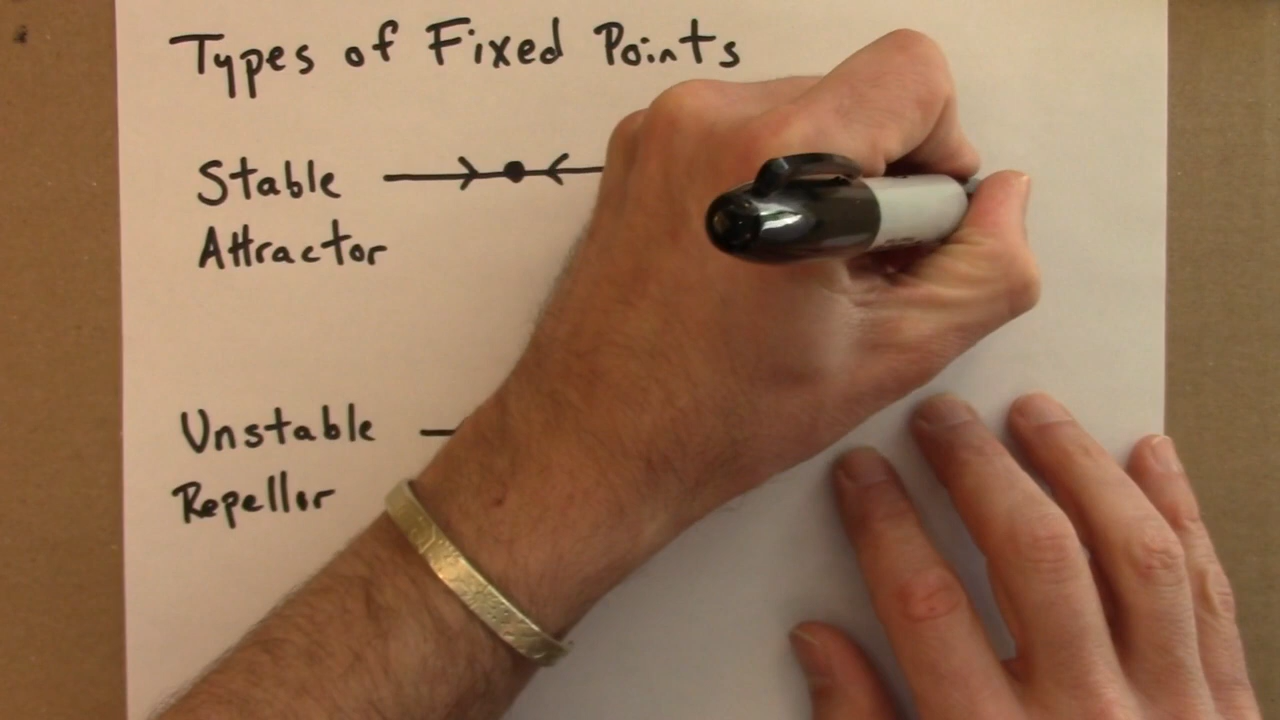 Types of Fixed Points
Stable
Attractor
Unstable
Repellor